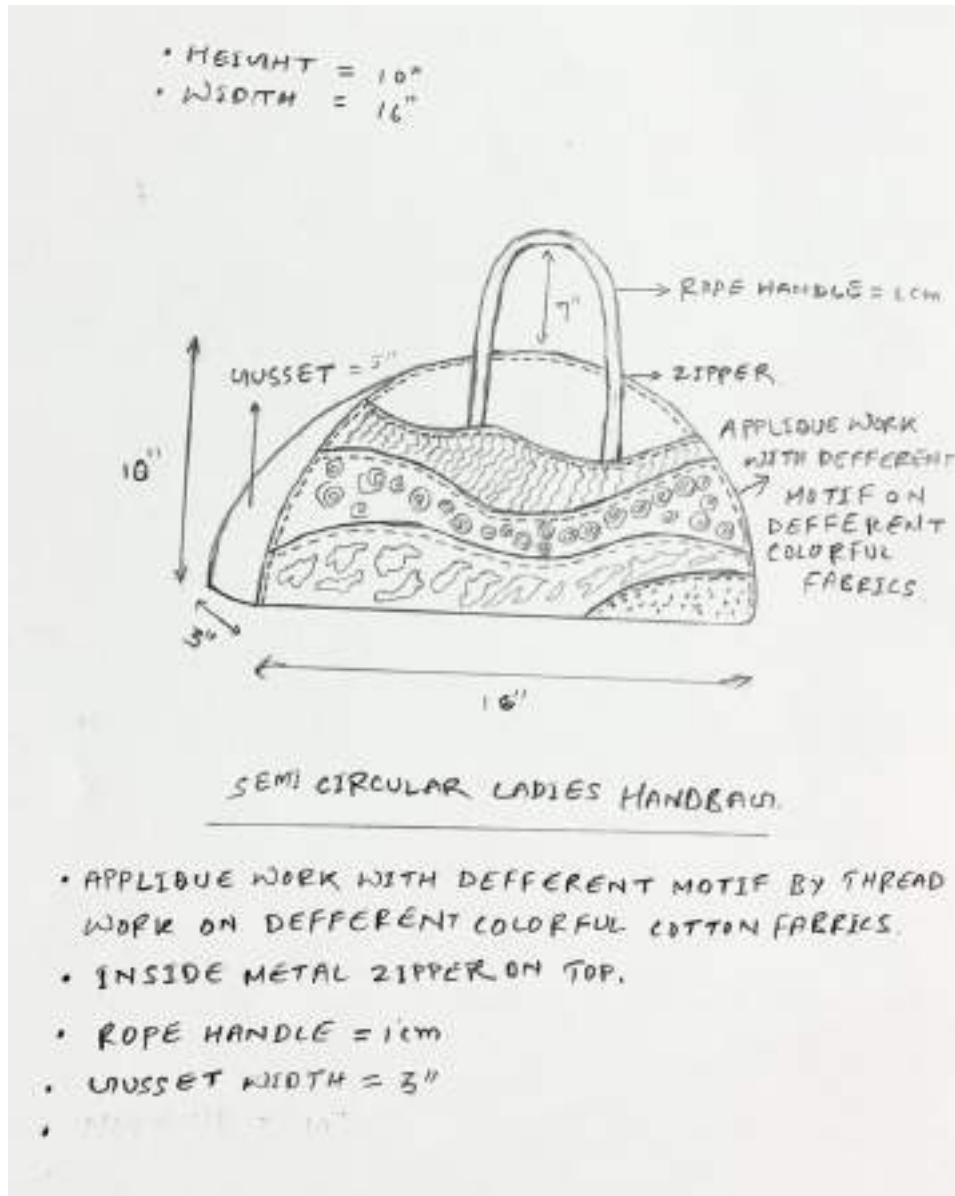 • HEIGHT = 10"
• WIDTH = 16"
7"
ROPE HANDLE = 1cm
GUSSET =
ZIPPER
APPLIQUE WORK
WITH DEFFERENT
MOTIF ON
DEFFERENT
COLORFUL
FABRICS.
10"
3"
16"
SEMI CIRCULAR LADIES HANDBAG.
• APPLIQUE WORK WITH DEFFERENT MOTIF BY THREAD
WORK ON DEFFERENT COLORFUL COTTON FABRICS.
• INSIDE METAL ZIPPER ON TOP.
• ROPE HANDLE = 1cm
• GUSSET WIDTH = 3"
•